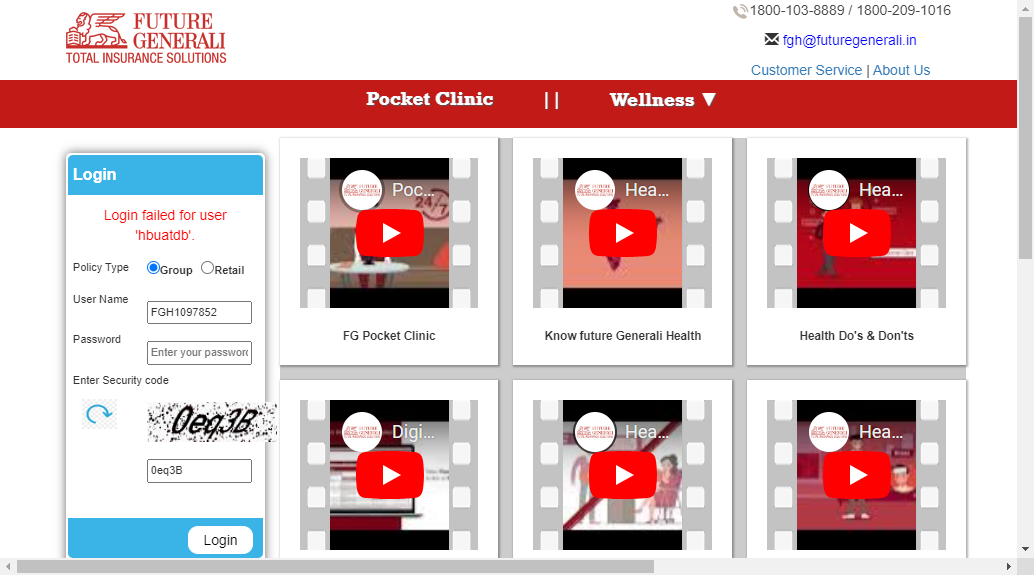 FUTURE
GENERALI
TOTAL INSURANCE SOLUTIONS
1800-103-8889 / 1800-209-1016
fgh@futuregenerali.in
Customer Service | About Us
Pocket Clinic || Wellness ▼
Login
Login failed for user
'hbuatdb'.
Policy Type Group Retail
User Name FGH1097852
Password Enter your password
Enter Security code
0eq3B
0eq3B
Login
Poc...
24/7
Hea...
Hea...
FG Pocket Clinic
Know future Generali Health
Health Do's & Don'ts
Digi...
Hea...
Hea...